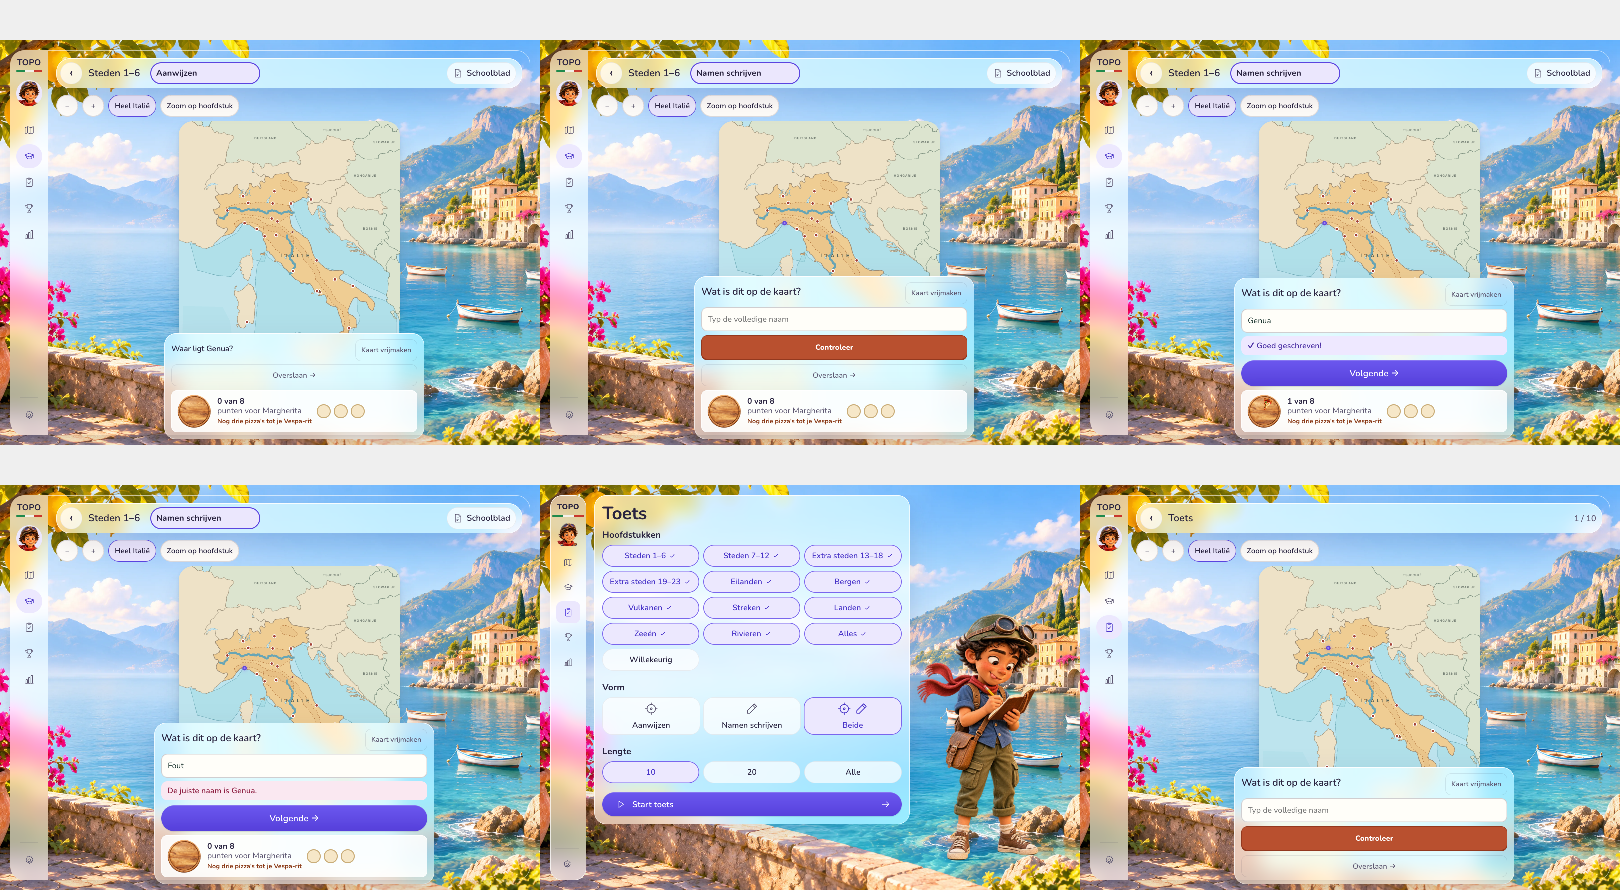 TOPO
Steden 1–6
Aanwijzen
Schoolblad
−
+
Heel Italië
Zoom op hoofdstuk
ITALIË
Waar ligt Genua?
Kaart vrijmaken
Overslaan →
0 van 8
punten voor Margherita
Nog drie pizza's tot je Vespa-rit
TOPO
Steden 1–6
Namen schrijven
Schoolblad
−
+
Heel Italië
Zoom op hoofdstuk
ITALIË
Wat is dit op de kaart?
Kaart vrijmaken
Typ de volledige naam
Controleer
Overslaan →
0 van 8
punten voor Margherita
Nog drie pizza's tot je Vespa-rit
TOPO
Steden 1–6
Namen schrijven
Schoolblad
−
+
Heel Italië
Zoom op hoofdstuk
ITALIË
Wat is dit op de kaart?
Kaart vrijmaken
Genua
✓ Goed geschreven!
Volgende →
1 van 8
punten voor Margherita
Nog drie pizza's tot je Vespa-rit
TOPO
Steden 1–6
Namen schrijven
Schoolblad
−
+
Heel Italië
Zoom op hoofdstuk
ITALIË
Wat is dit op de kaart?
Kaart vrijmaken
Fout
De juiste naam is Genua.
Volgende →
0 van 8
punten voor Margherita
Nog drie pizza's tot je Vespa-rit
TOPO
Toets
Hoofdstukken
Steden 1–6 ✓
Steden 7–12 ✓
Extra steden 13–18 ✓
Extra steden 19–23 ✓
Eilanden ✓
Bergen ✓
Vulkanen ✓
Streken ✓
Landen ✓
Zeeën ✓
Rivieren ✓
Alles ✓
Willekeurig
Vorm
Aanwijzen
Namen schrijven
Beide
Lengte
10
20
Alle
Start toets →
TOPO
Toets
1 / 10
−
+
Heel Italië
Zoom op hoofdstuk
ITALIË
Wat is dit op de kaart?
Kaart vrijmaken
Typ de volledige naam
Controleer
Overslaan →